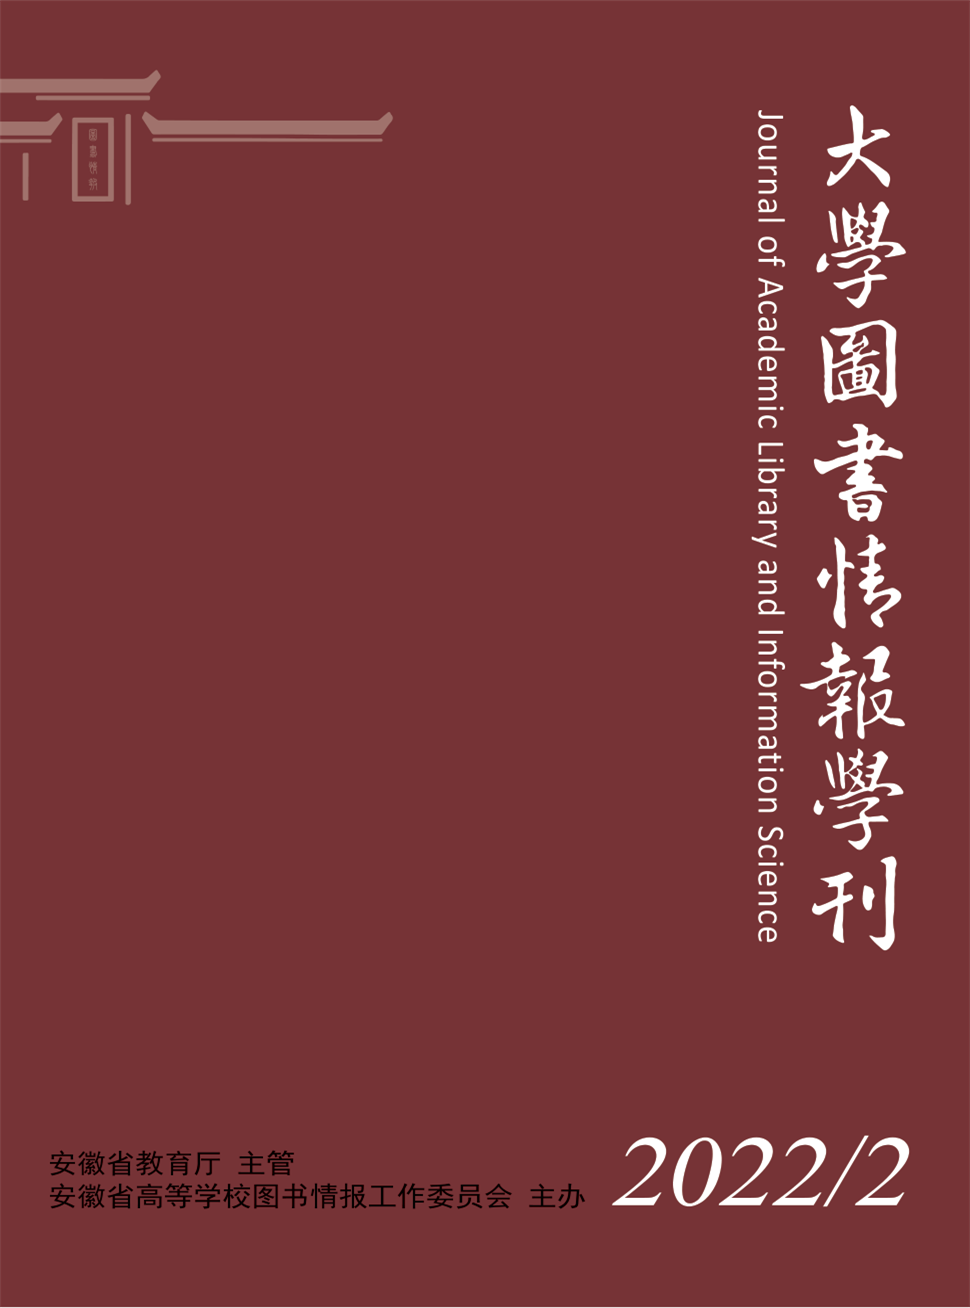 大學圖書情報學刊
Journal of Academic Library and Information Science
安徽省教育厅 主管
安徽省高等学校图书情报工作委员会 主办
2022/2